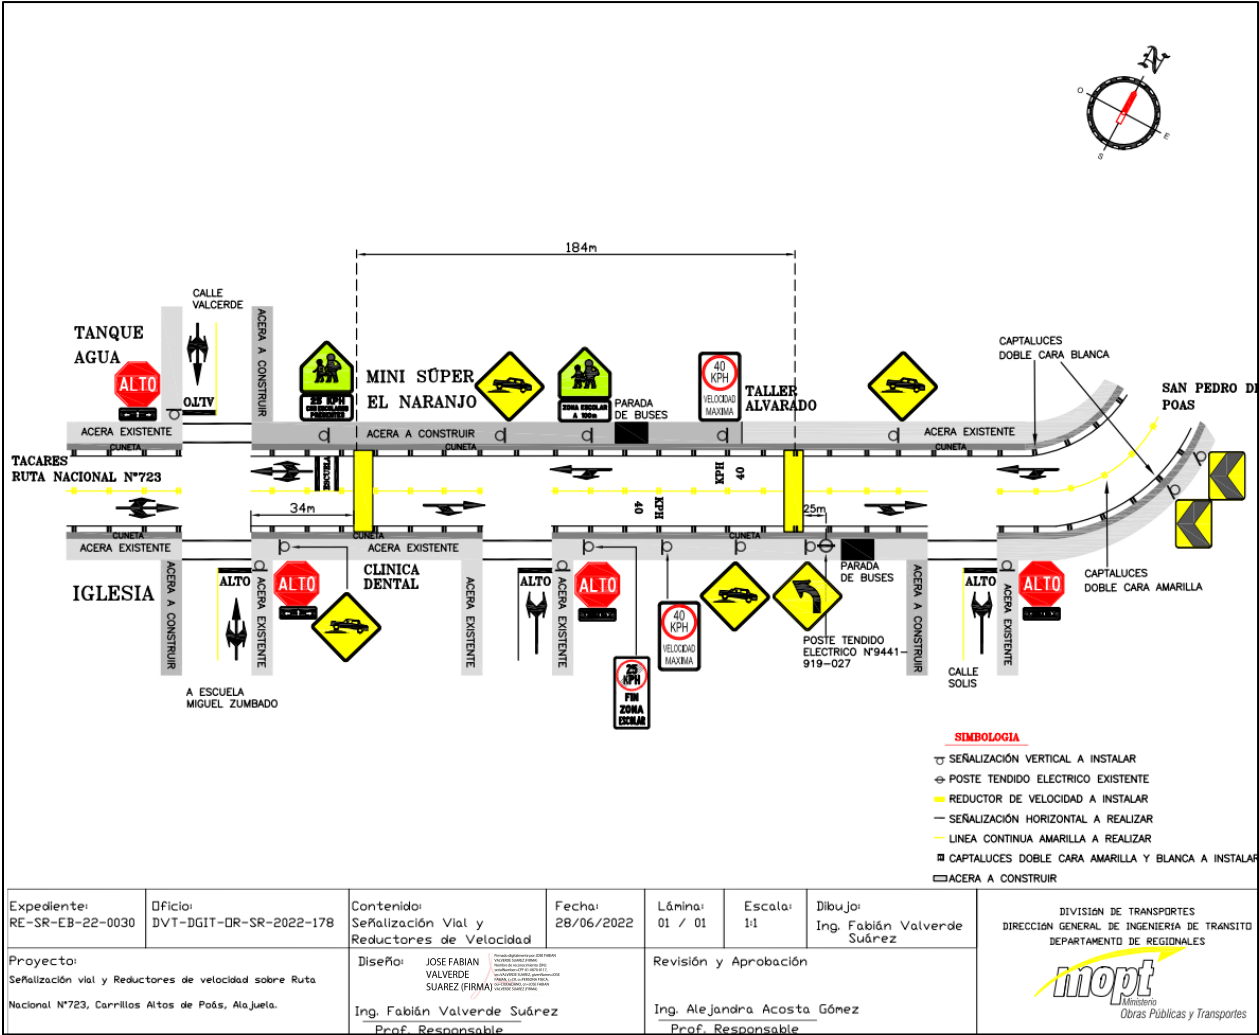 N
O
E
S
184m
CALLE
VALCERDE
TANQUE
AGUA
ALTO
ALTO
ACERA A CONSTRUIR
25 KPH
CON ESCOLARES
PRESENTES
MINI SÚPER
EL NARANJO
ZONA ESCOLAR
A 100m
PARADA
DE BUSES
40
KPH
VELOCIDAD
MAXIMA
TALLER
ALVARADO
CAPTALUCES
DOBLE CARA BLANCA
SAN PEDRO DE
POAS
ACERA EXISTENTE
ACERA A CONSTRUIR
ACERA EXISTENTE
CUNETA
CUNETA
TACARES
RUTA NACIONAL N°723
ESCUELA
KPH
40
34m
40
KPH
25m
CUNETA
CUNETA
ACERA EXISTENTE
ACERA EXISTENTE
CLINICA
DENTAL
PARADA
DE BUSES
CAPTALUCES
DOBLE CARA AMARILLA
IGLESIA
ACERA A CONSTRUIR
ALTO
ACERA EXISTENTE
ALTO
ACERA EXISTENTE
ALTO
ACERA EXISTENTE
ALTO
40
KPH
VELOCIDAD
MAXIMA
POSTE TENDIDO
ELECTRICO N°9441-
919-027
ACERA A CONSTRUIR
ALTO
ACERA EXISTENTE
ALTO
CALLE
SOLIS
A ESCUELA
MIGUEL ZUMBADO
25
KPH
FIN
ZONA
ESCOLAR
SIMBOLOGIA
SEÑALIZACIÓN VERTICAL A INSTALAR
POSTE TENDIDO ELECTRICO EXISTENTE
REDUCTOR DE VELOCIDAD A INSTALAR
SEÑALIZACIÓN HORIZONTAL A REALIZAR
LINEA CONTINUA AMARILLA A REALIZAR
CAPTALUCES DOBLE CARA AMARILLA Y BLANCA A INSTALAR
ACERA A CONSTRUIR
Expediente:
RE-SR-EB-22-0030
Oficio:
DVT-DGIT-DR-SR-2022-178
Contenido:
Señalización Vial y
Reductores de Velocidad
Fecha:
28/06/2022
Lámina:
01 / 01
Escala:
1:1
Dibujo:
Ing. Fabián Valverde
Suárez
Proyecto:
Señalización vial y Reductores de velocidad sobre Ruta
Nacional N°723, Carrillos Altos de Poás, Alajuela.
Diseño:
JOSE FABIAN
VALVERDE
SUAREZ (FIRMA)
Ing. Fabián Valverde Suárez
Prof. Responsable
Revisión y Aprobación
Ing. Alejandra Acosta Gómez
Prof. Responsable
DIVISIÓN DE TRANSPORTES
DIRECCIÓN GENERAL DE INGENIERIA DE TRANSITO
DEPARTAMENTO DE REGIONALES
mopt
Ministerio
Obras Públicas y Transportes